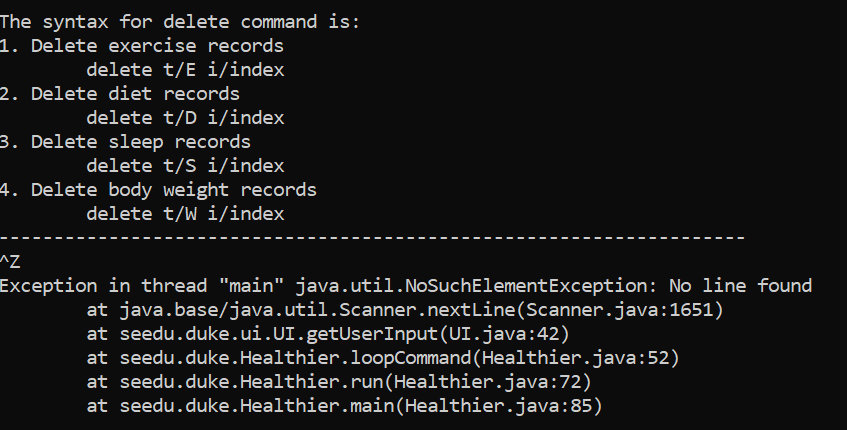 The syntax for delete command is:
1. Delete exercise records
        delete t/E i/index
2. Delete diet records
        delete t/D i/index
3. Delete sleep records
        delete t/S i/index
4. Delete body weight records
        delete t/W i/index
--------------------------------------------------------------------
^Z
Exception in thread "main" java.util.NoSuchElementException: No line found
        at java.base/java.util.Scanner.nextLine(Scanner.java:1651)
        at seedu.duke.ui.UI.getUserInput(UI.java:42)
        at seedu.duke.Healthier.loopCommand(Healthier.java:52)
        at seedu.duke.Healthier.run(Healthier.java:72)
        at seedu.duke.Healthier.main(Healthier.java:85)